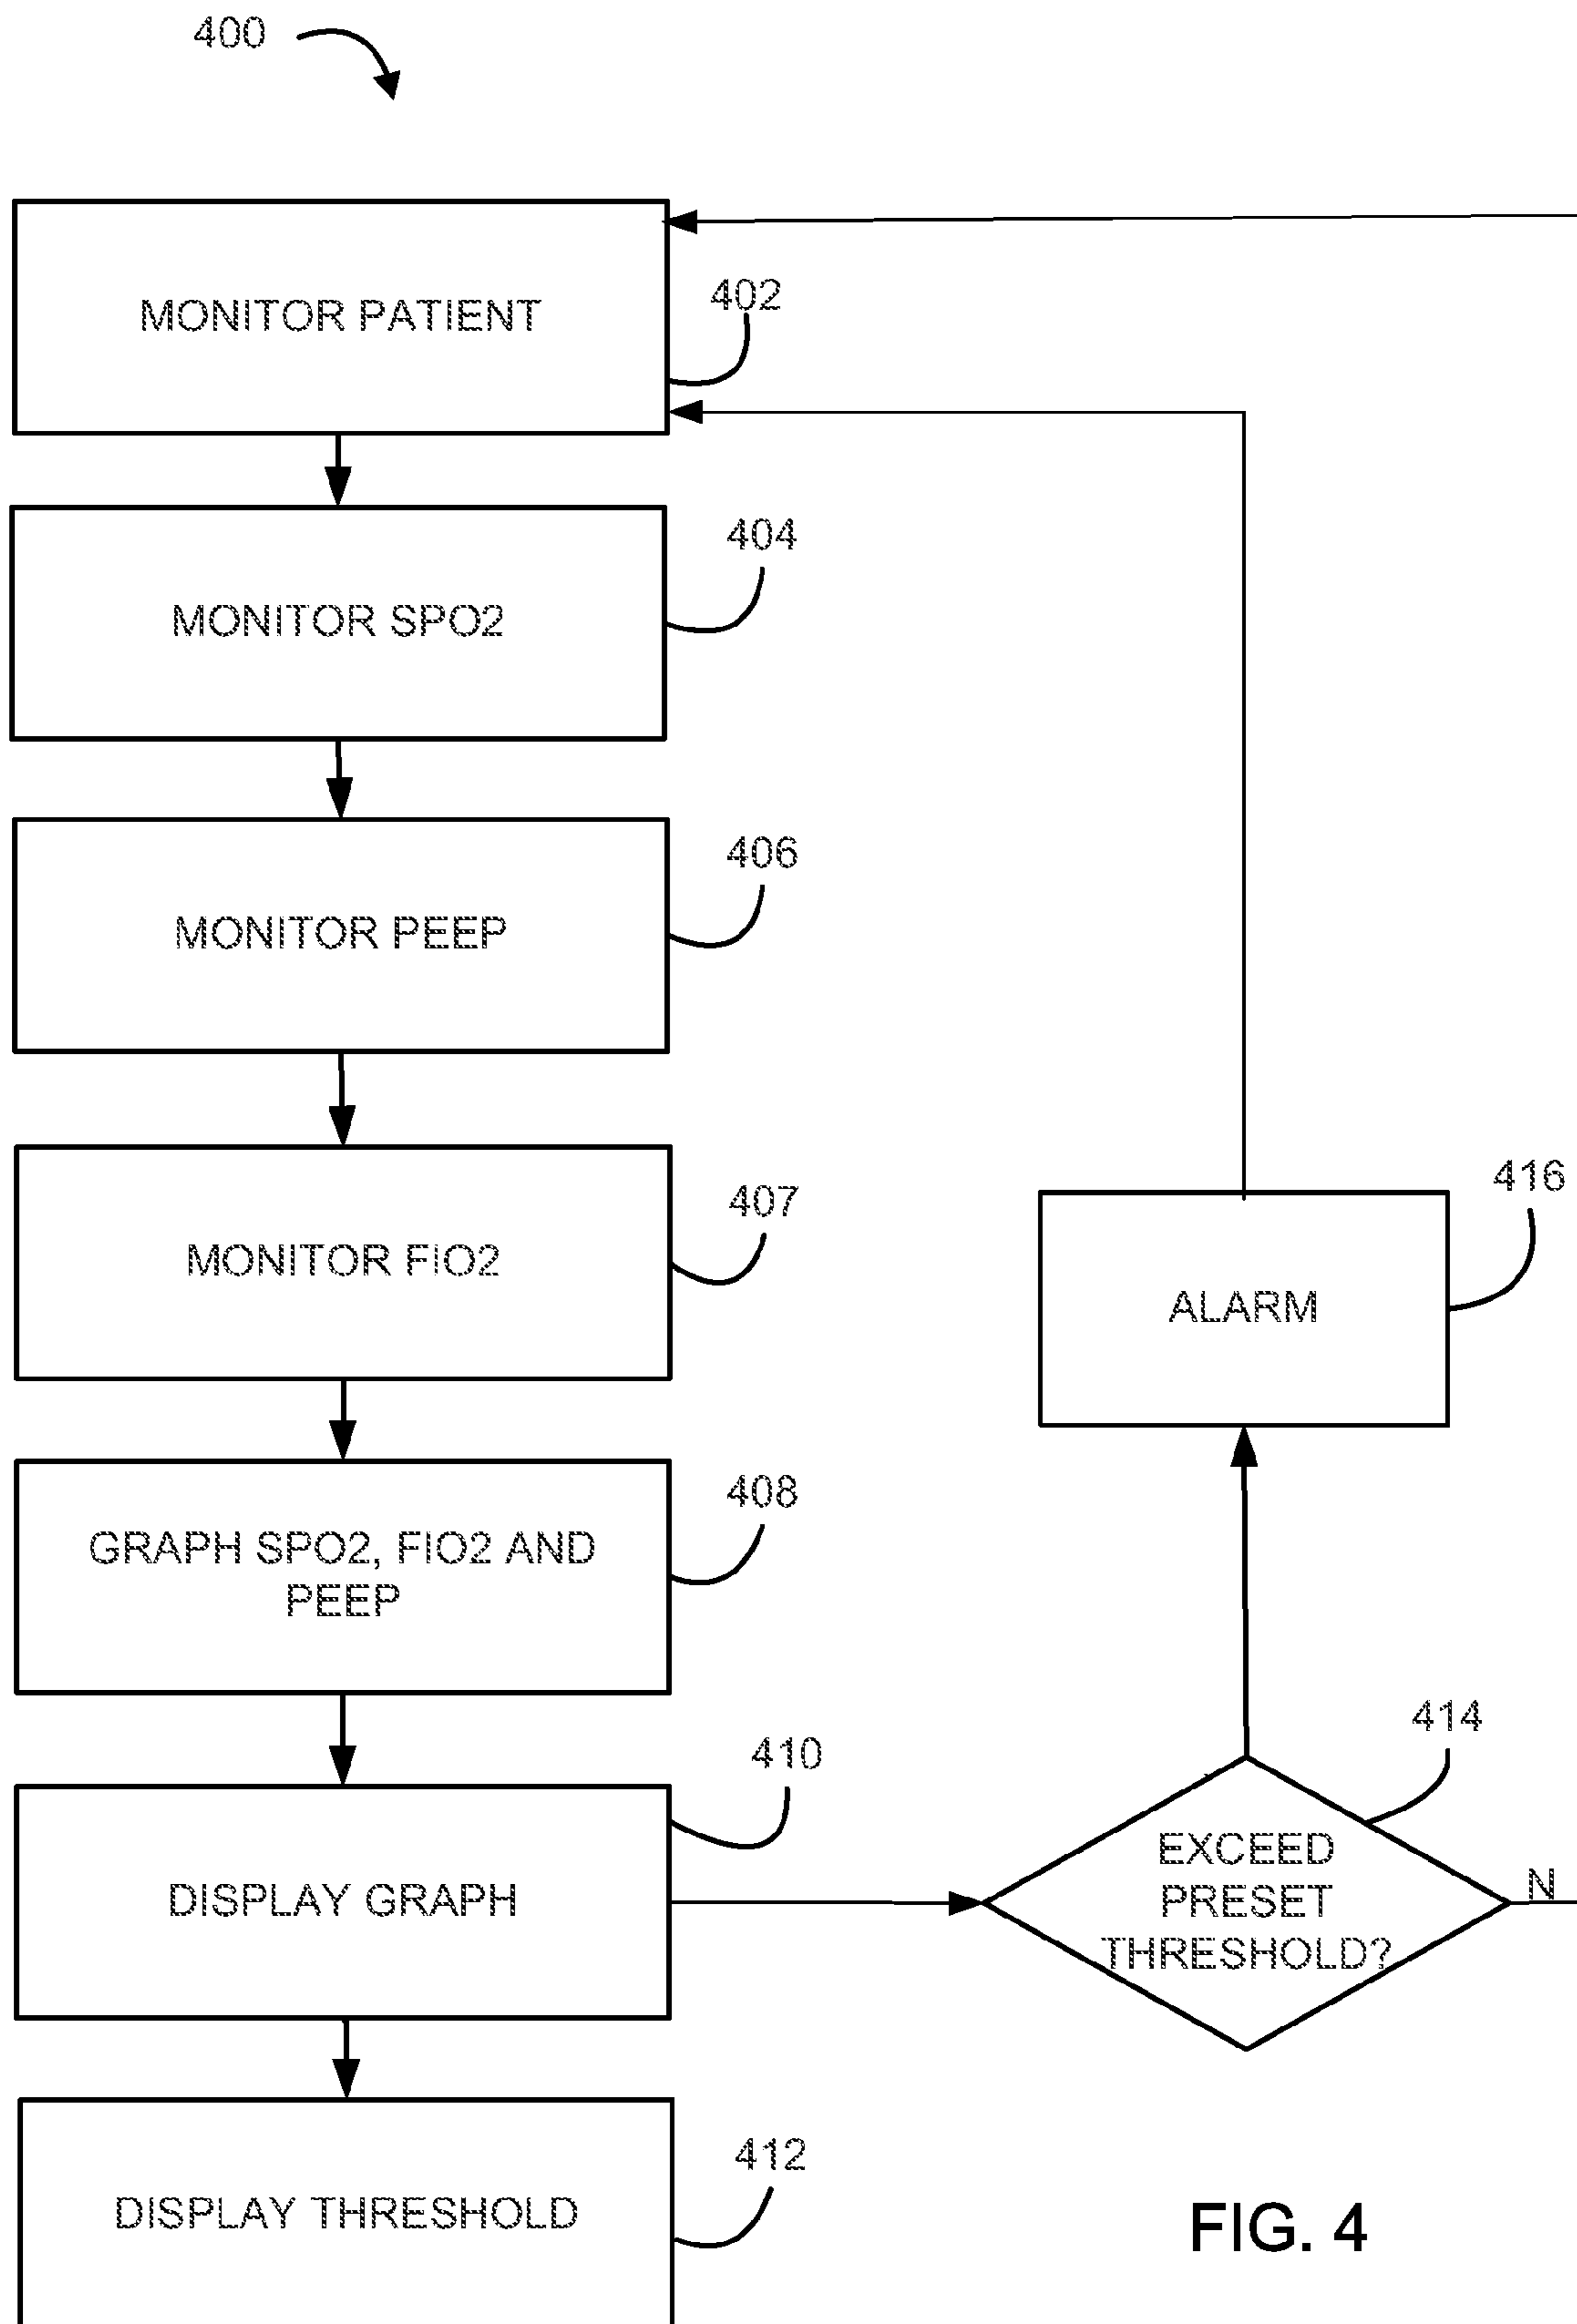 400
MONITOR PATIENT
402
MONITOR SPO2
404
MONITOR PEEP
406
MONITOR FIO2
407
GRAPH SPO2, FIO2 AND
PEEP
408
DISPLAY GRAPH
410
DISPLAY THRESHOLD
412
EXCEED
PRESET
THRESHOLD?
414
N
ALARM
416
FIG. 4